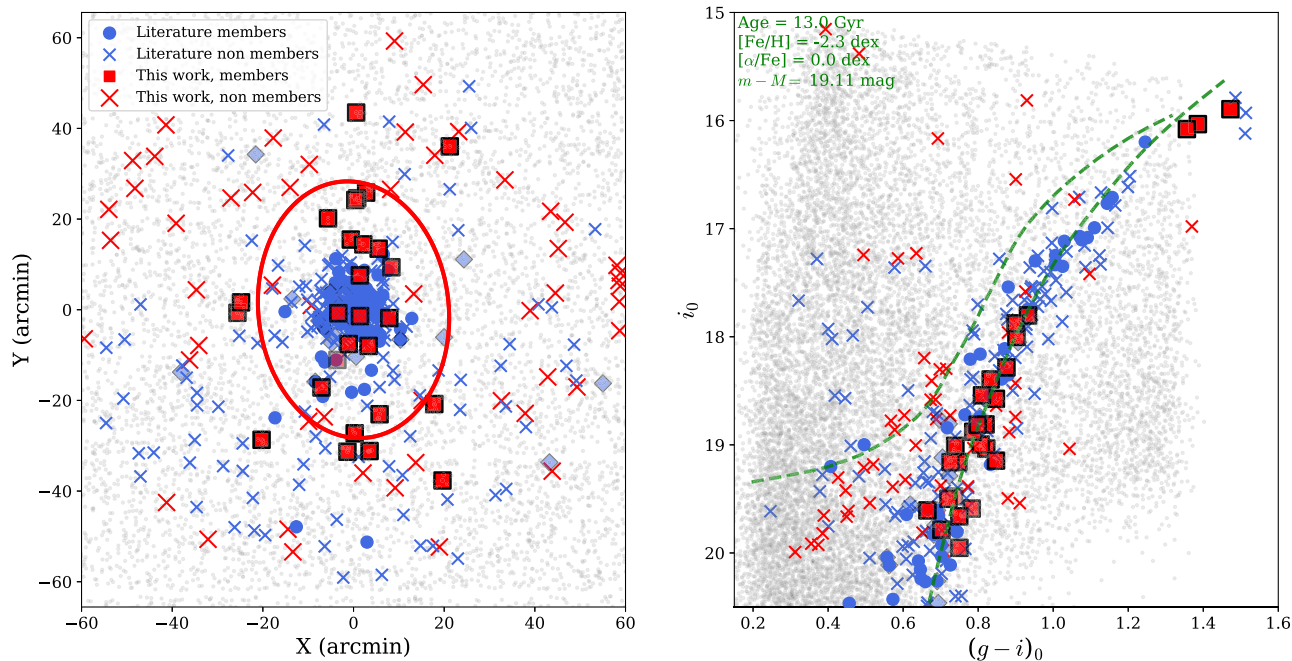 Literature members
Literature non members
This work, members
This work, non members
60
40
20
0
−20
−40
−60
Y (arcmin)
−60
−40
−20
0
20
40
60
X (arcmin)
Age = 13.0 Gyr
[Fe/H] = -2.3 dex
[α/Fe] = 0.0 dex
m − M = 19.11 mag
15
16
17
18
19
20
i₀
0.2
0.4
0.6
0.8
1.0
1.2
1.4
1.6
(g − i)₀